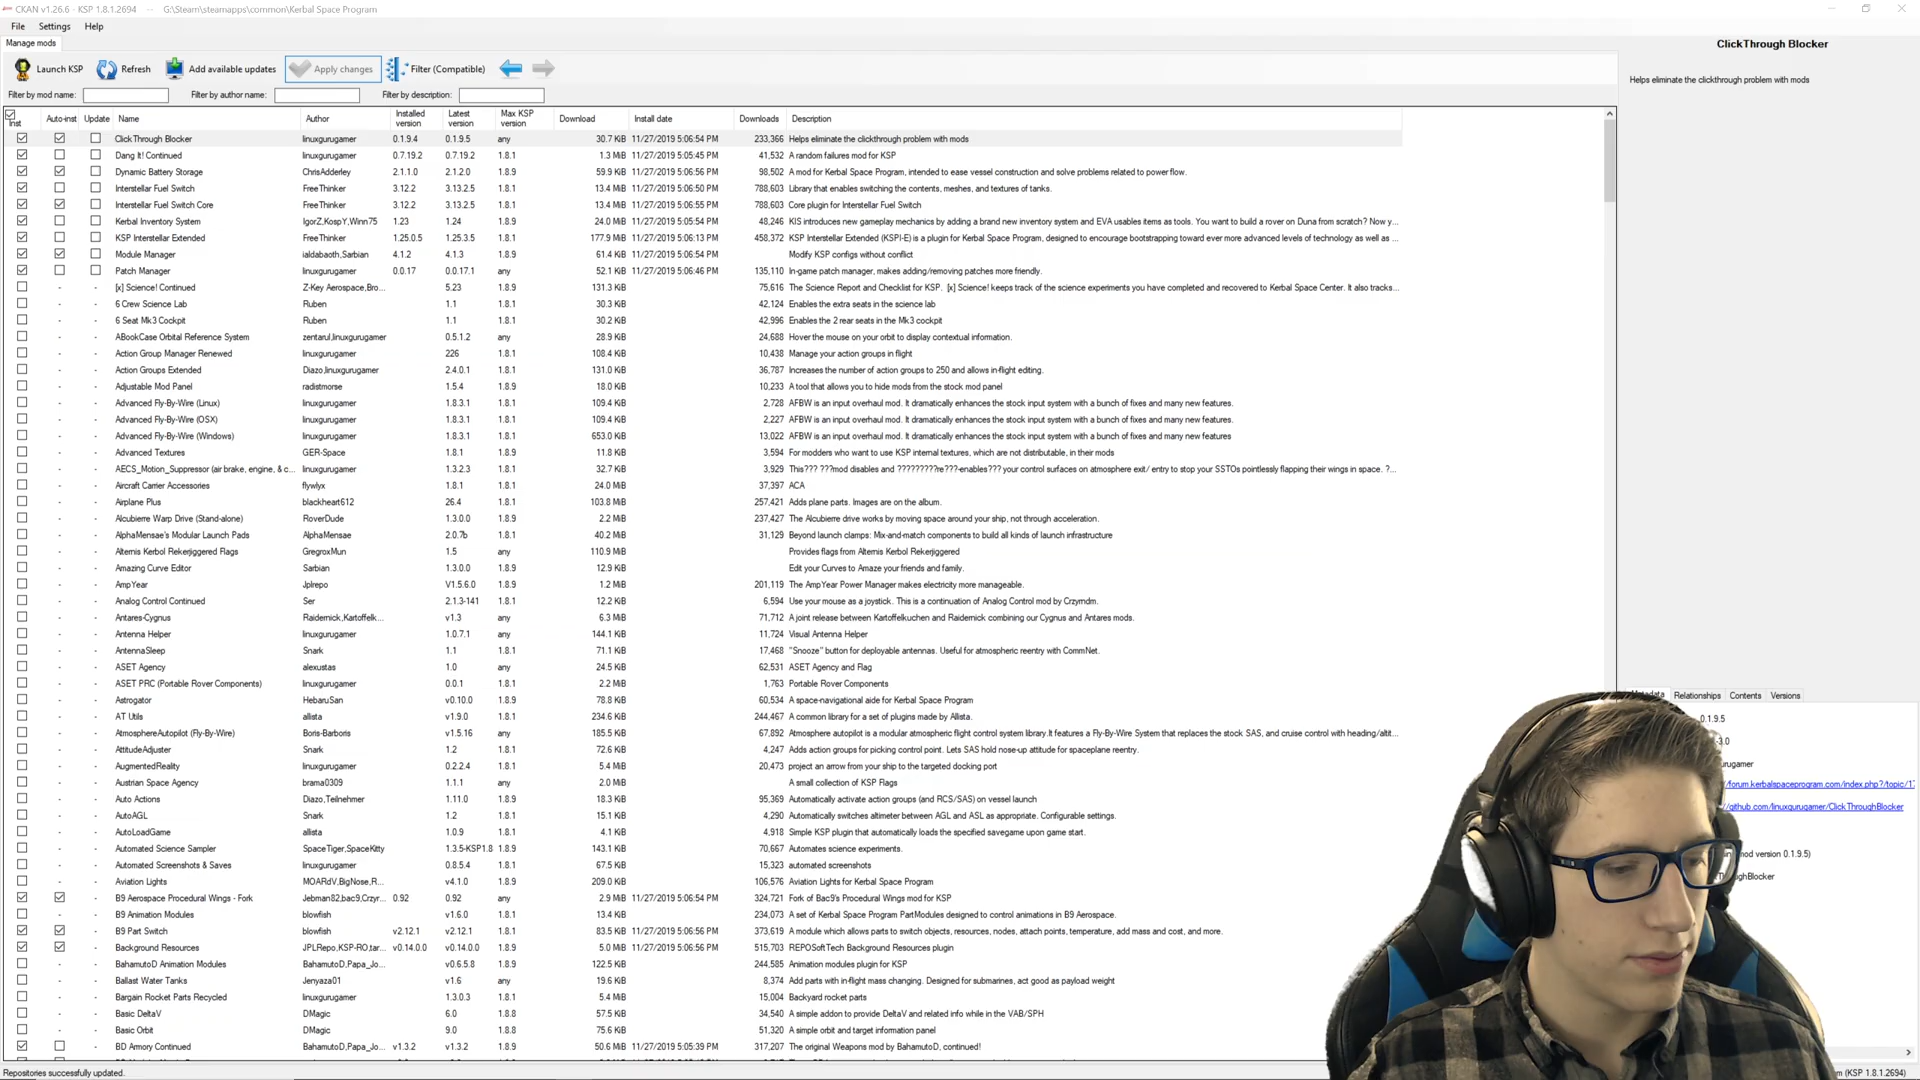 CKAN v1.26.6 - KSP 1.8.1.2694 -- G:\Steam\steamapps\common\Kerbal Space Program
File Settings Help
Manage mods
Launch KSP Refresh Add available updates Apply changes Filter (Compatible)
Filter by mod name: Filter by author name: Filter by description:
Inst Auto-inst Update Name Author Installed version Latest version Max KSP version Download Install date Downloads Description
ClickThrough Blocker linuxgurugamer 0.1.9.4 0.1.9.5 any 30.7 KiB 11/27/2019 5:06:54 PM 233,366 Helps eliminate the clickthrough problem with mods
Dang It! Continued linuxgurugamer 0.7.19.2 0.7.19.2 1.8.1 1.3 MiB 11/27/2019 5:05:45 PM 41,532 A random failures mod for KSP
Dynamic Battery Storage ChrisAdderley 2.1.1.0 2.1.2.0 1.8.9 59.9 KiB 11/27/2019 5:06:56 PM 98,502 A mod for Kerbal Space Program, intended to ease vessel construction and solve problems related to power flow.
Interstellar Fuel Switch FreeThinker 3.12.2 3.13.2.5 1.8.1 13.4 MiB 11/27/2019 5:06:50 PM 788,603 Library that enables switching the contents, meshes, and textures of tanks.
Interstellar Fuel Switch Core FreeThinker 3.12.2 3.13.2.5 1.8.1 13.4 MiB 11/27/2019 5:06:55 PM 788,603 Core plugin for Interstellar Fuel Switch
Kerbal Inventory System IgorZ,KospY,Winn75 1.23 1.24 1.8.9 24.0 MiB 11/27/2019 5:05:54 PM 48,246 KIS introduces new gameplay mechanics by adding a brand new inventory system and EVA usables items as tools. You want to build a rover on Duna from scratch? Now y...
KSP Interstellar Extended FreeThinker 1.25.0.5 1.25.3.5 1.8.1 177.9 MiB 11/27/2019 5:06:13 PM 458,372 KSP Interstellar Extended (KSPI-E) is a plugin for Kerbal Space Program, designed to encourage bootstrapping toward ever more advanced levels of technology as well as ...
Module Manager ialdabaoth,Sarbian 4.1.2 4.1.3 1.8.9 61.4 KiB 11/27/2019 5:06:54 PM Modify KSP configs without conflict
Patch Manager linuxgurugamer 0.0.17 0.0.17.1 any 52.1 KiB 11/27/2019 5:06:46 PM 135,110 In-game patch manager, makes adding/removing patches more friendly.
- - [x] Science! Continued Z-Key Aerospace,Bro... 5.23 1.8.9 131.3 KiB 75,616 The Science Report and Checklist for KSP. [x] Science! keeps track of the science experiments you have completed and recovered to Kerbal Space Center. It also tracks...
- - 6 Crew Science Lab Ruben 1.1 1.8.1 30.3 KiB 42,124 Enables the extra seats in the science lab
- - 6 Seat Mk3 Cockpit Ruben 1.1 1.8.1 30.2 KiB 42,996 Enables the 2 rear seats in the Mk3 cockpit
- - ABookCase Orbital Reference System zentarul,linuxgurugamer 0.5.1.2 any 28.9 KiB 24,688 Hover the mouse on your orbit to display contextual information.
- - Action Group Manager Renewed linuxgurugamer 226 1.8.1 108.4 KiB 10,438 Manage your action groups in flight
- - Action Groups Extended Diazo,linuxgurugamer 2.4.0.1 1.8.1 131.0 KiB 36,787 Increases the number of action groups to 250 and allows in-flight editing.
- - Adjustable Mod Panel radistmorse 1.5.4 1.8.9 18.0 KiB 10,233 A tool that allows you to hide mods from the stock mod panel
- - Advanced Fly-By-Wire (Linux) linuxgurugamer 1.8.3.1 1.8.1 109.4 KiB 2,728 AFBW is an input overhaul mod. It dramatically enhances the stock input system with a bunch of fixes and many new features.
- - Advanced Fly-By-Wire (OSX) linuxgurugamer 1.8.3.1 1.8.1 109.4 KiB 2,227 AFBW is an input overhaul mod. It dramatically enhances the stock input system with a bunch of fixes and many new features.
- - Advanced Fly-By-Wire (Windows) linuxgurugamer 1.8.3.1 1.8.1 653.0 KiB 13,022 AFBW is an input overhaul mod. It dramatically enhances the stock input system with a bunch of fixes and many new features
- - Advanced Textures GER-Space 1.8.1 1.8.1 11.8 KiB 3,594 For modders who want to use KSP internal textures, which are not distributable, in their mods
- - AECS_Motion_Suppressor (air brake, engine, & c... linuxgurugamer 1.3.2.3 1.8.1 32.7 KiB 3,929 This??? ???mod disables and ?????????re???-enables??? your control surfaces on atmosphere exit/ entry to stop your SSTOs pointlessly flapping their wings in space. ?...
- - Aircraft Carrier Accessories flywlyx 1.8.1 1.8.1 24.0 MiB 37,397 ACA
- - Airplane Plus blackheart612 26.4 1.8.1 103.8 MiB 257,421 Adds plane parts. Images are on the album.
- - Alcubierre Warp Drive (Stand-alone) RoverDude 1.3.0.0 1.8.9 2.2 MiB 237,427 The Alcubierre drive works by moving space around your ship, not through acceleration.
- - AlphaMensae's Modular Launch Pads AlphaMensae 2.0.7b 1.8.1 40.2 MiB 31,129 Beyond launch clamps: Mix-and-match components to build all kinds of launch infrastructure
- - Alternis Kerbol Rekerjiggered Flags GregroxMun 1.5 any 110.9 MiB Provides flags from Alternis Kerbol Rekerjiggered
- - Amazing Curve Editor Sarbian 1.3.0.0 1.8.9 12.9 KiB Edit your Curves to Amaze your friends and family.
- - AmpYear Jplrepo V1.5.6.0 1.8.9 1.2 MiB 201,119 The AmpYear Power Manager makes electricity more manageable.
- - Analog Control Continued Ser 2.1.3-141 1.8.1 12.2 KiB 6,594 Use your mouse as a joystick. This is a continuation of Analog Control mod by Crzyrndm.
- - Antares-Cygnus Raidernick,Kartoffelk... v1.3 any 6.3 MiB 71,712 A joint release between Kartoffelkuchen and Raidernick combining our Cygnus and Antares mods.
- - Antenna Helper linuxgurugamer 1.0.7.1 any 144.1 KiB 11,724 Visual Antenna Helper
- - AntennaSleep Snark 1.1 1.8.1 71.1 KiB 17,468 "Snooze" button for deployable antennas. Useful for atmospheric reentry with CommNet.
- - ASET Agency alexustas 1.0 any 24.5 KiB 62,531 ASET Agency and Flag
- - ASET PRC (Portable Rover Components) linuxgurugamer 0.0.1 1.8.1 2.2 MiB 1,763 Portable Rover Components
- - Astrogator HebaruSan v0.10.0 1.8.9 78.8 KiB 60,534 A space-navigational aide for Kerbal Space Program
- - AT Utils allista v1.9.0 1.8.1 234.6 KiB 244,467 A common library for a set of plugins made by Allista.
- - AtmosphereAutopilot (Fly-By-Wire) Boris-Barboris v1.5.16 any 185.5 KiB 67,892 Atmosphere autopilot is a modular atmospheric flight control system library.It features a Fly-By-Wire System that replaces the stock SAS, and cruise control with heading/altit...
- - AttitudeAdjuster Snark 1.2 1.8.1 72.6 KiB 4,247 Adds action groups for picking control point. Lets SAS hold nose-up attitude for spaceplane reentry.
- - AugmentedReality linuxgurugamer 0.2.2.4 1.8.1 5.4 MiB 20,473 project an arrow from your ship to the targeted docking port
- - Austrian Space Agency brama0309 1.1.1 any 2.0 MiB A small collection of KSP Flags
- - Auto Actions Diazo,Teilnehmer 1.11.0 1.8.9 18.3 KiB 95,369 Automatically activate action groups (and RCS/SAS) on vessel launch
- - AutoAGL Snark 1.2 1.8.1 15.1 KiB 4,290 Automatically switches altimeter between AGL and ASL as appropriate. Configurable settings.
- - AutoLoadGame allista 1.0.9 1.8.1 4.1 KiB 4,918 Simple KSP plugin that automatically loads the specified savegame upon game start.
- - Automated Science Sampler SpaceTiger,SpaceKitty 1.3.5-KSP1.8 1.8.9 143.1 KiB 70,667 Automates science experiments.
- - Automated Screenshots & Saves linuxgurugamer 0.8.5.4 1.8.1 67.5 KiB 15,323 automated screenshots
- - Aviation Lights MOARdV,BigNose,R... v4.1.0 1.8.1 209.0 KiB 106,576 Aviation Lights for Kerbal Space Program
- B9 Aerospace Procedural Wings - Fork Jebman82,bac9,Crzyr... 0.92 0.92 any 2.9 MiB 11/27/2019 5:06:54 PM 324,721 Fork of Bac9's Procedural Wings mod for KSP
- - B9 Animation Modules blowfish v1.6.0 1.8.1 13.4 KiB 234,073 A set of Kerbal Space Program PartModules designed to control animations in B9 Aerospace.
- B9 Part Switch blowfish v2.12.1 v2.12.1 1.8.1 83.5 KiB 11/27/2019 5:06:56 PM 373,619 A module which allows parts to switch objects, resources, nodes, attach points, temperature, add mass and cost, and more.
- Background Resources JPLRepo,KSP-RO,tar... v0.14.0.0 v0.14.0.0 1.8.9 5.0 MiB 11/27/2019 5:06:56 PM 515,703 REPOSoftTech Background Resources plugin
- - BahamutoD Animation Modules BahamutoD,Papa_Jo... v0.6.5.8 1.8.9 122.5 KiB 244,585 Animation modules plugin for KSP
- - Ballast Water Tanks Jenyaza01 v1.6 any 19.6 KiB 8,374 Add parts with in-flight mass changing. Designed for submarines, act good as payload weight
- - Bargain Rocket Parts Recycled linuxgurugamer 1.3.0.3 1.8.1 5.4 MiB 15,004 Backyard rocket parts
- - Basic DeltaV DMagic 6.0 1.8.8 57.5 KiB 34,540 A simple addon to provide DeltaV and related info while in the VAB/SPH
- - Basic Orbit DMagic 9.0 1.8.8 75.6 KiB 51,320 A simple orbit and target information panel
- BD Armory Continued BahamutoD,Papa_Jo... v1.3.2 v1.3.2 1.8.1 50.6 MiB 11/27/2019 5:05:39 PM 317,207 The original Weapons mod by BahamutoD, continued!
Repositories successfully updated.
ClickThrough Blocker
Helps eliminate the clickthrough problem with mods
Relationships Contents Versions
0.1.9.5
-3.0
urugamer
/forum.kerbalspaceprogram.com/index.php?/topic/1
/github.com/linuxgurugamer/ClickThroughBlocker
mod version 0.1.9.5)
ThroughBlocker
(KSP 1.8.1.2694)